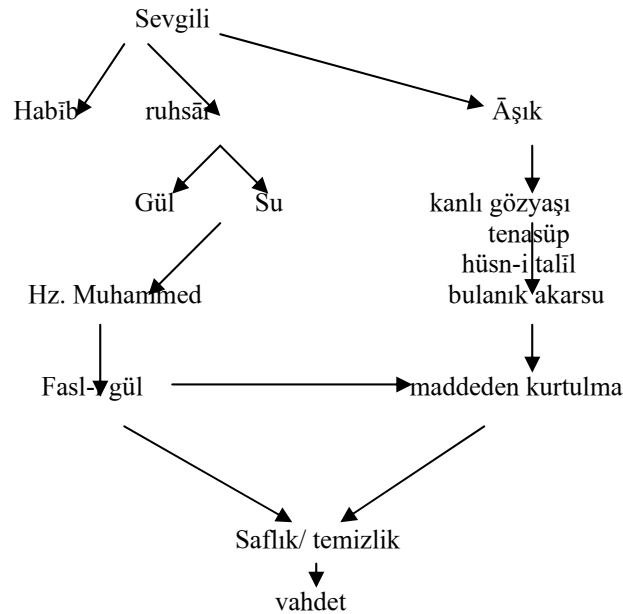 Sevgili
Habīb ruhsār Āşık
Gül Su kanlı gözyaşı
tenasüp
hüsn-i talīl
Hz. Muhammed bulanık akarsu
Fasl-ı gül maddeden kurtulma
Saflık/ temizlik
vahdet